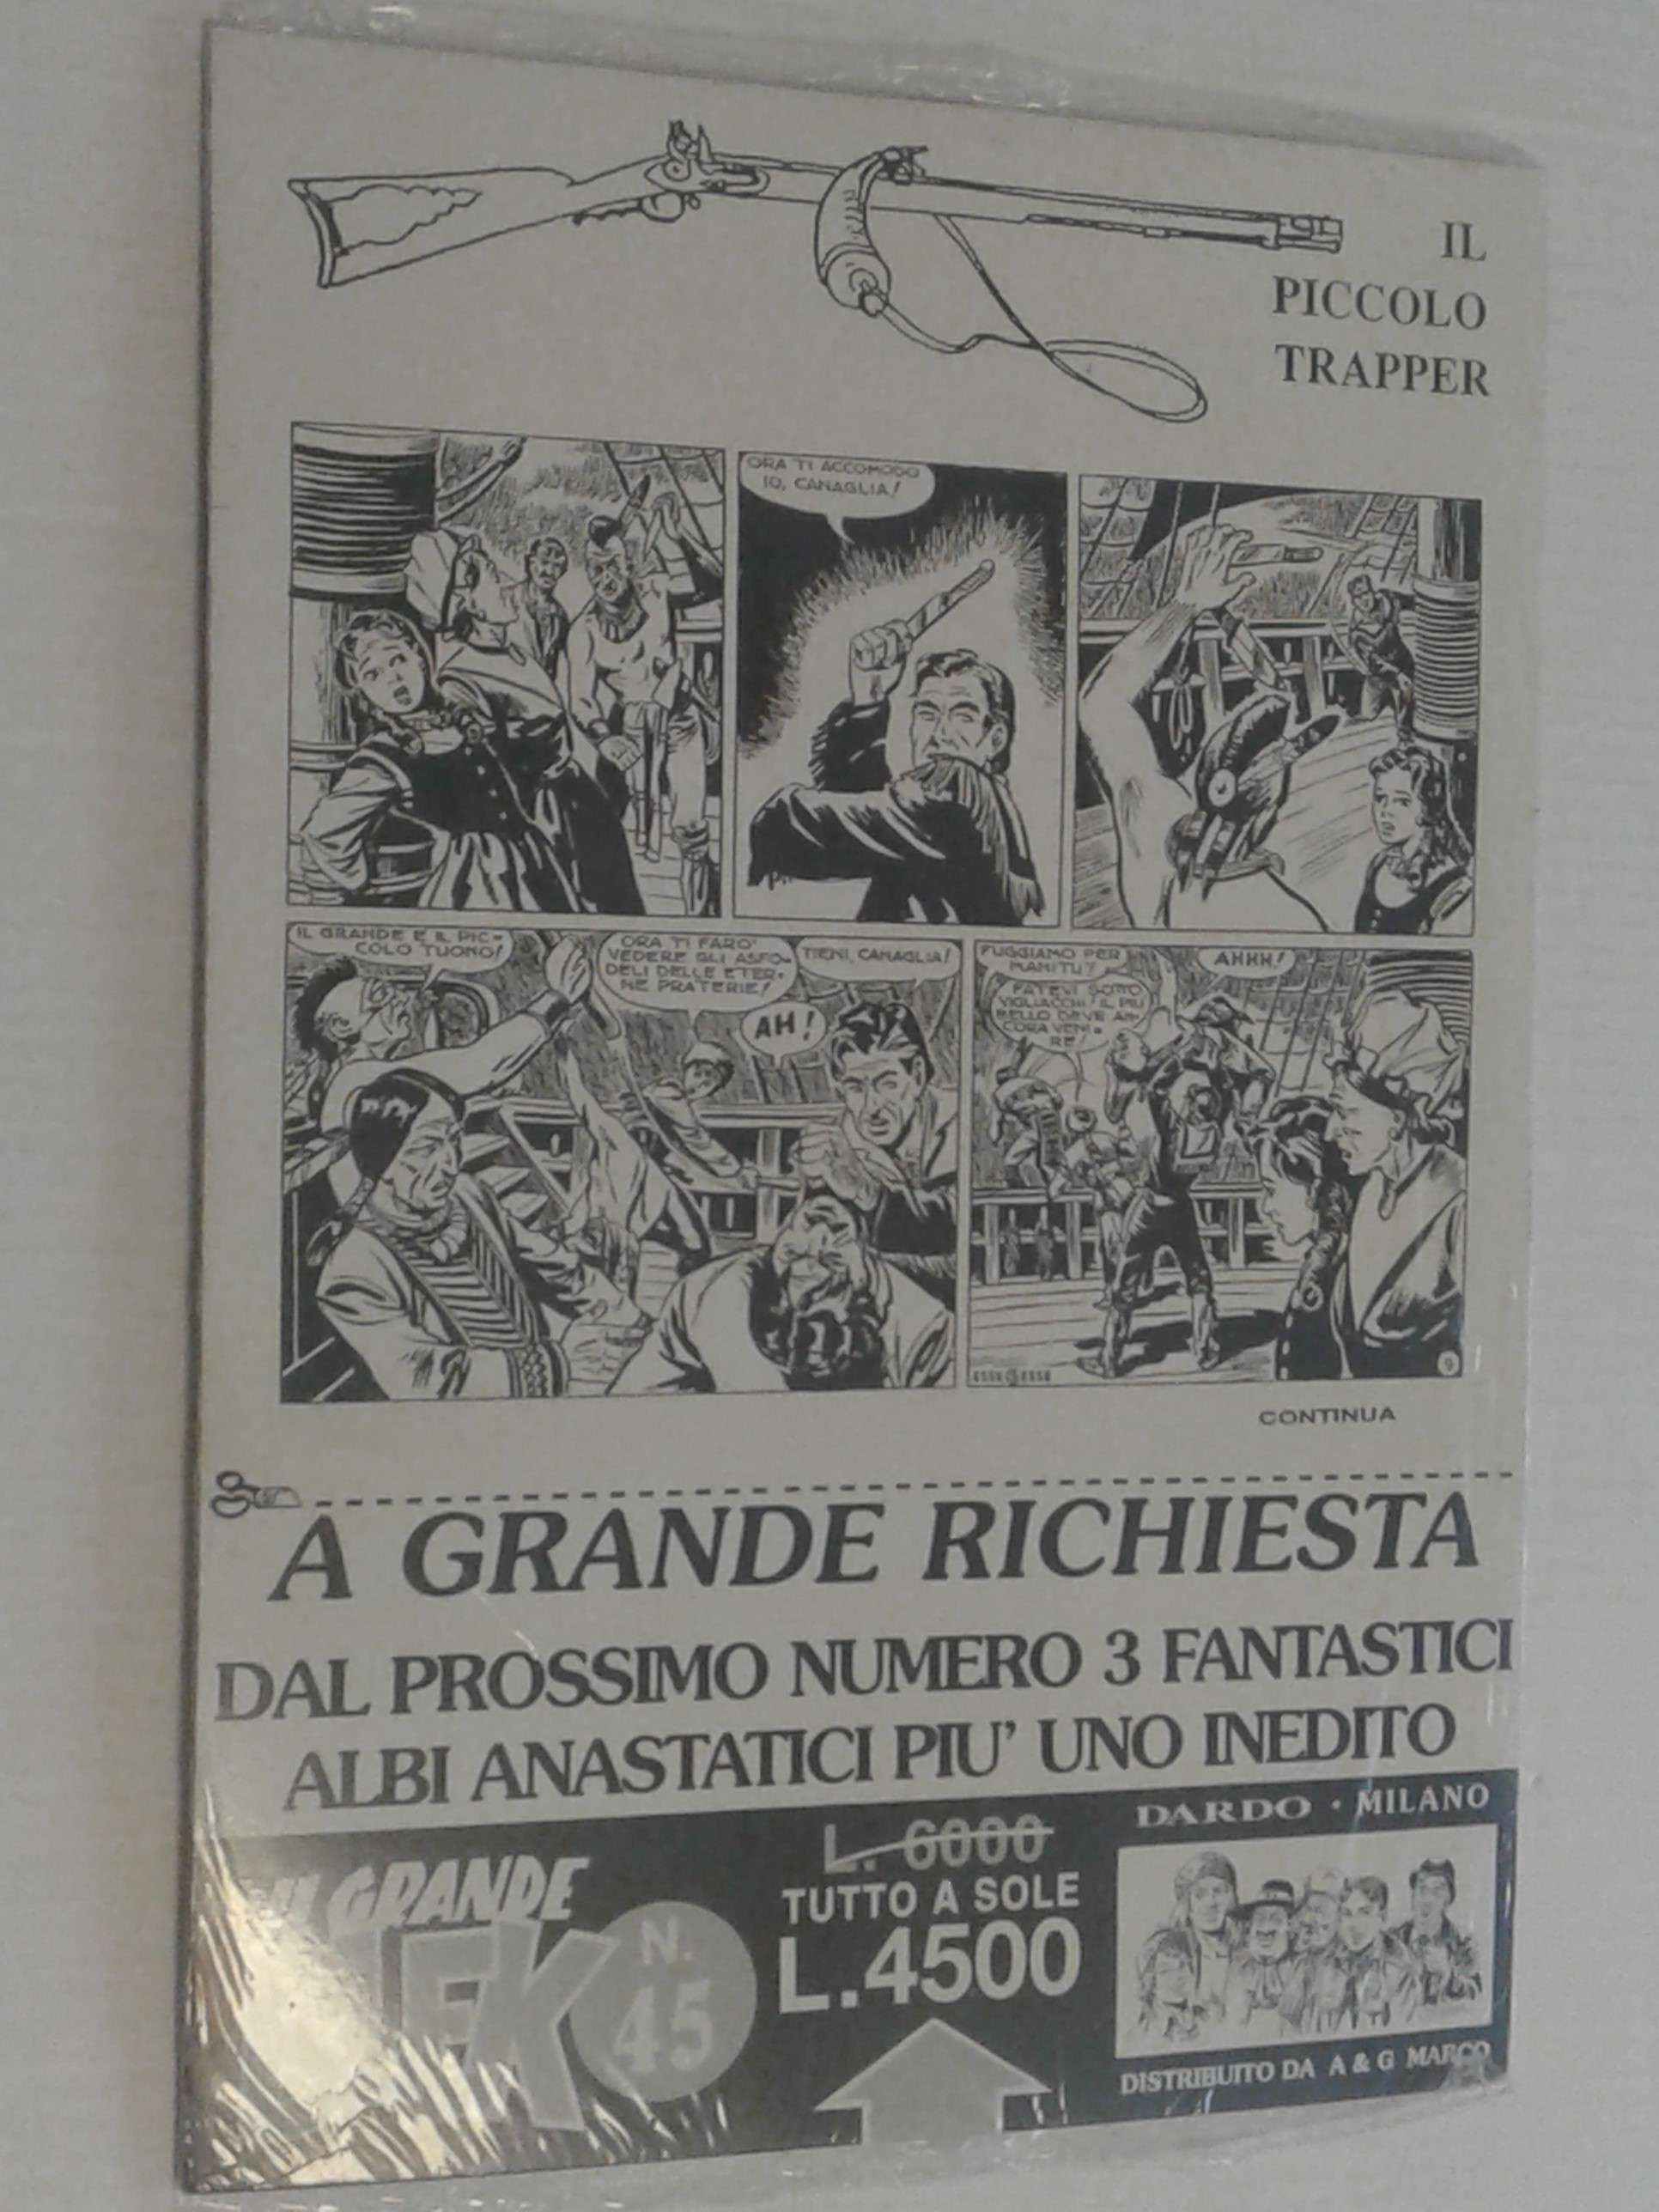 IL
PICCOLO
TRAPPER
ORA TI ACCOMODO
IO, CANAGLIA!
IL GRANDE E IL PIC-
COLO TUONO!
ORA TI FARO'
VEDERE GLI ASFO-
DELI DELLE ETER-
NE PRATERIE!
AH!
TIENI, CANAGLIA!
FUGGIAMO PER
MANITU'!
FATEVI SOTTO
VIGLIACCHI! IL PIU'
BELLO DEVE AN-
CORA VENI-
RE!
AHHH!
9
CONTINUA
A GRANDE RICHIESTA
DAL PROSSIMO NUMERO 3 FANTASTICI
ALBI ANASTATICI PIU' UNO INEDITO
GRANDE
N.
45
L. 6000
TUTTO A SOLE
L.4500
DARDO · MILANO
DISTRIBUITO DA A & G MARCO